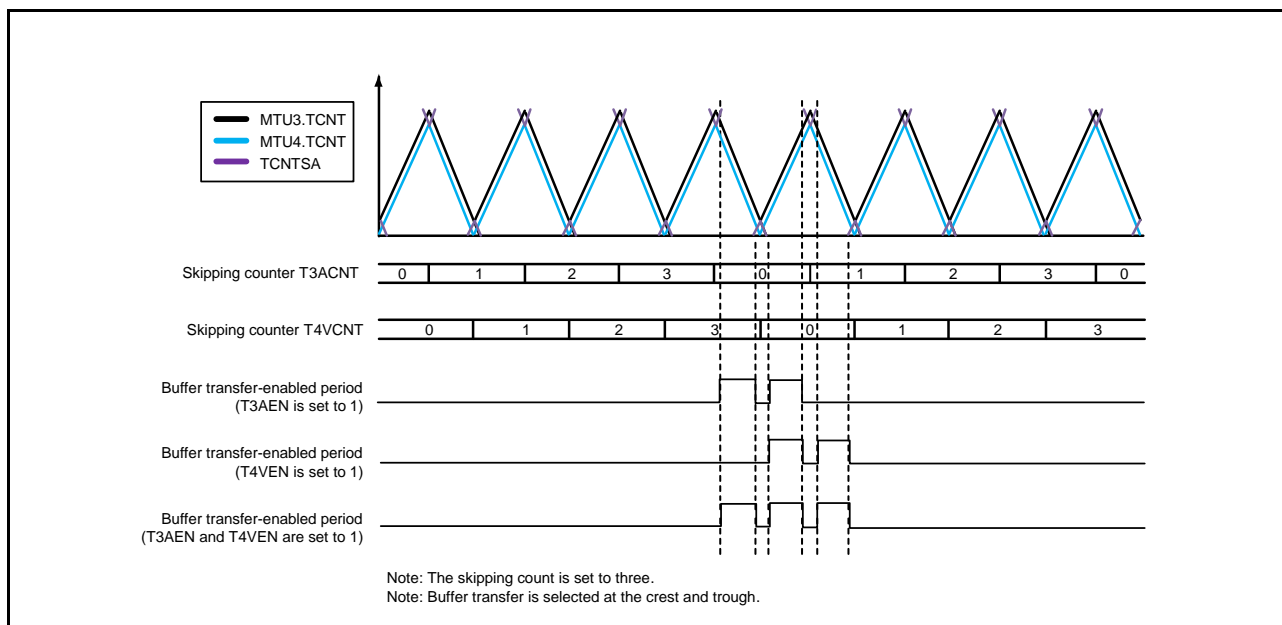 MTU3.TCNT
MTU4.TCNT
TCNTSA
Skipping counter T3ACNT 0 1 2 3 0 1 2 3 0
Skipping counter T4VCNT 0 1 2 3 0 1 2 3
Buffer transfer-enabled period
(T3AEN is set to 1)
Buffer transfer-enabled period
(T4VEN is set to 1)
Buffer transfer-enabled period
(T3AEN and T4VEN are set to 1)
Note: The skipping count is set to three.
Note: Buffer transfer is selected at the crest and trough.